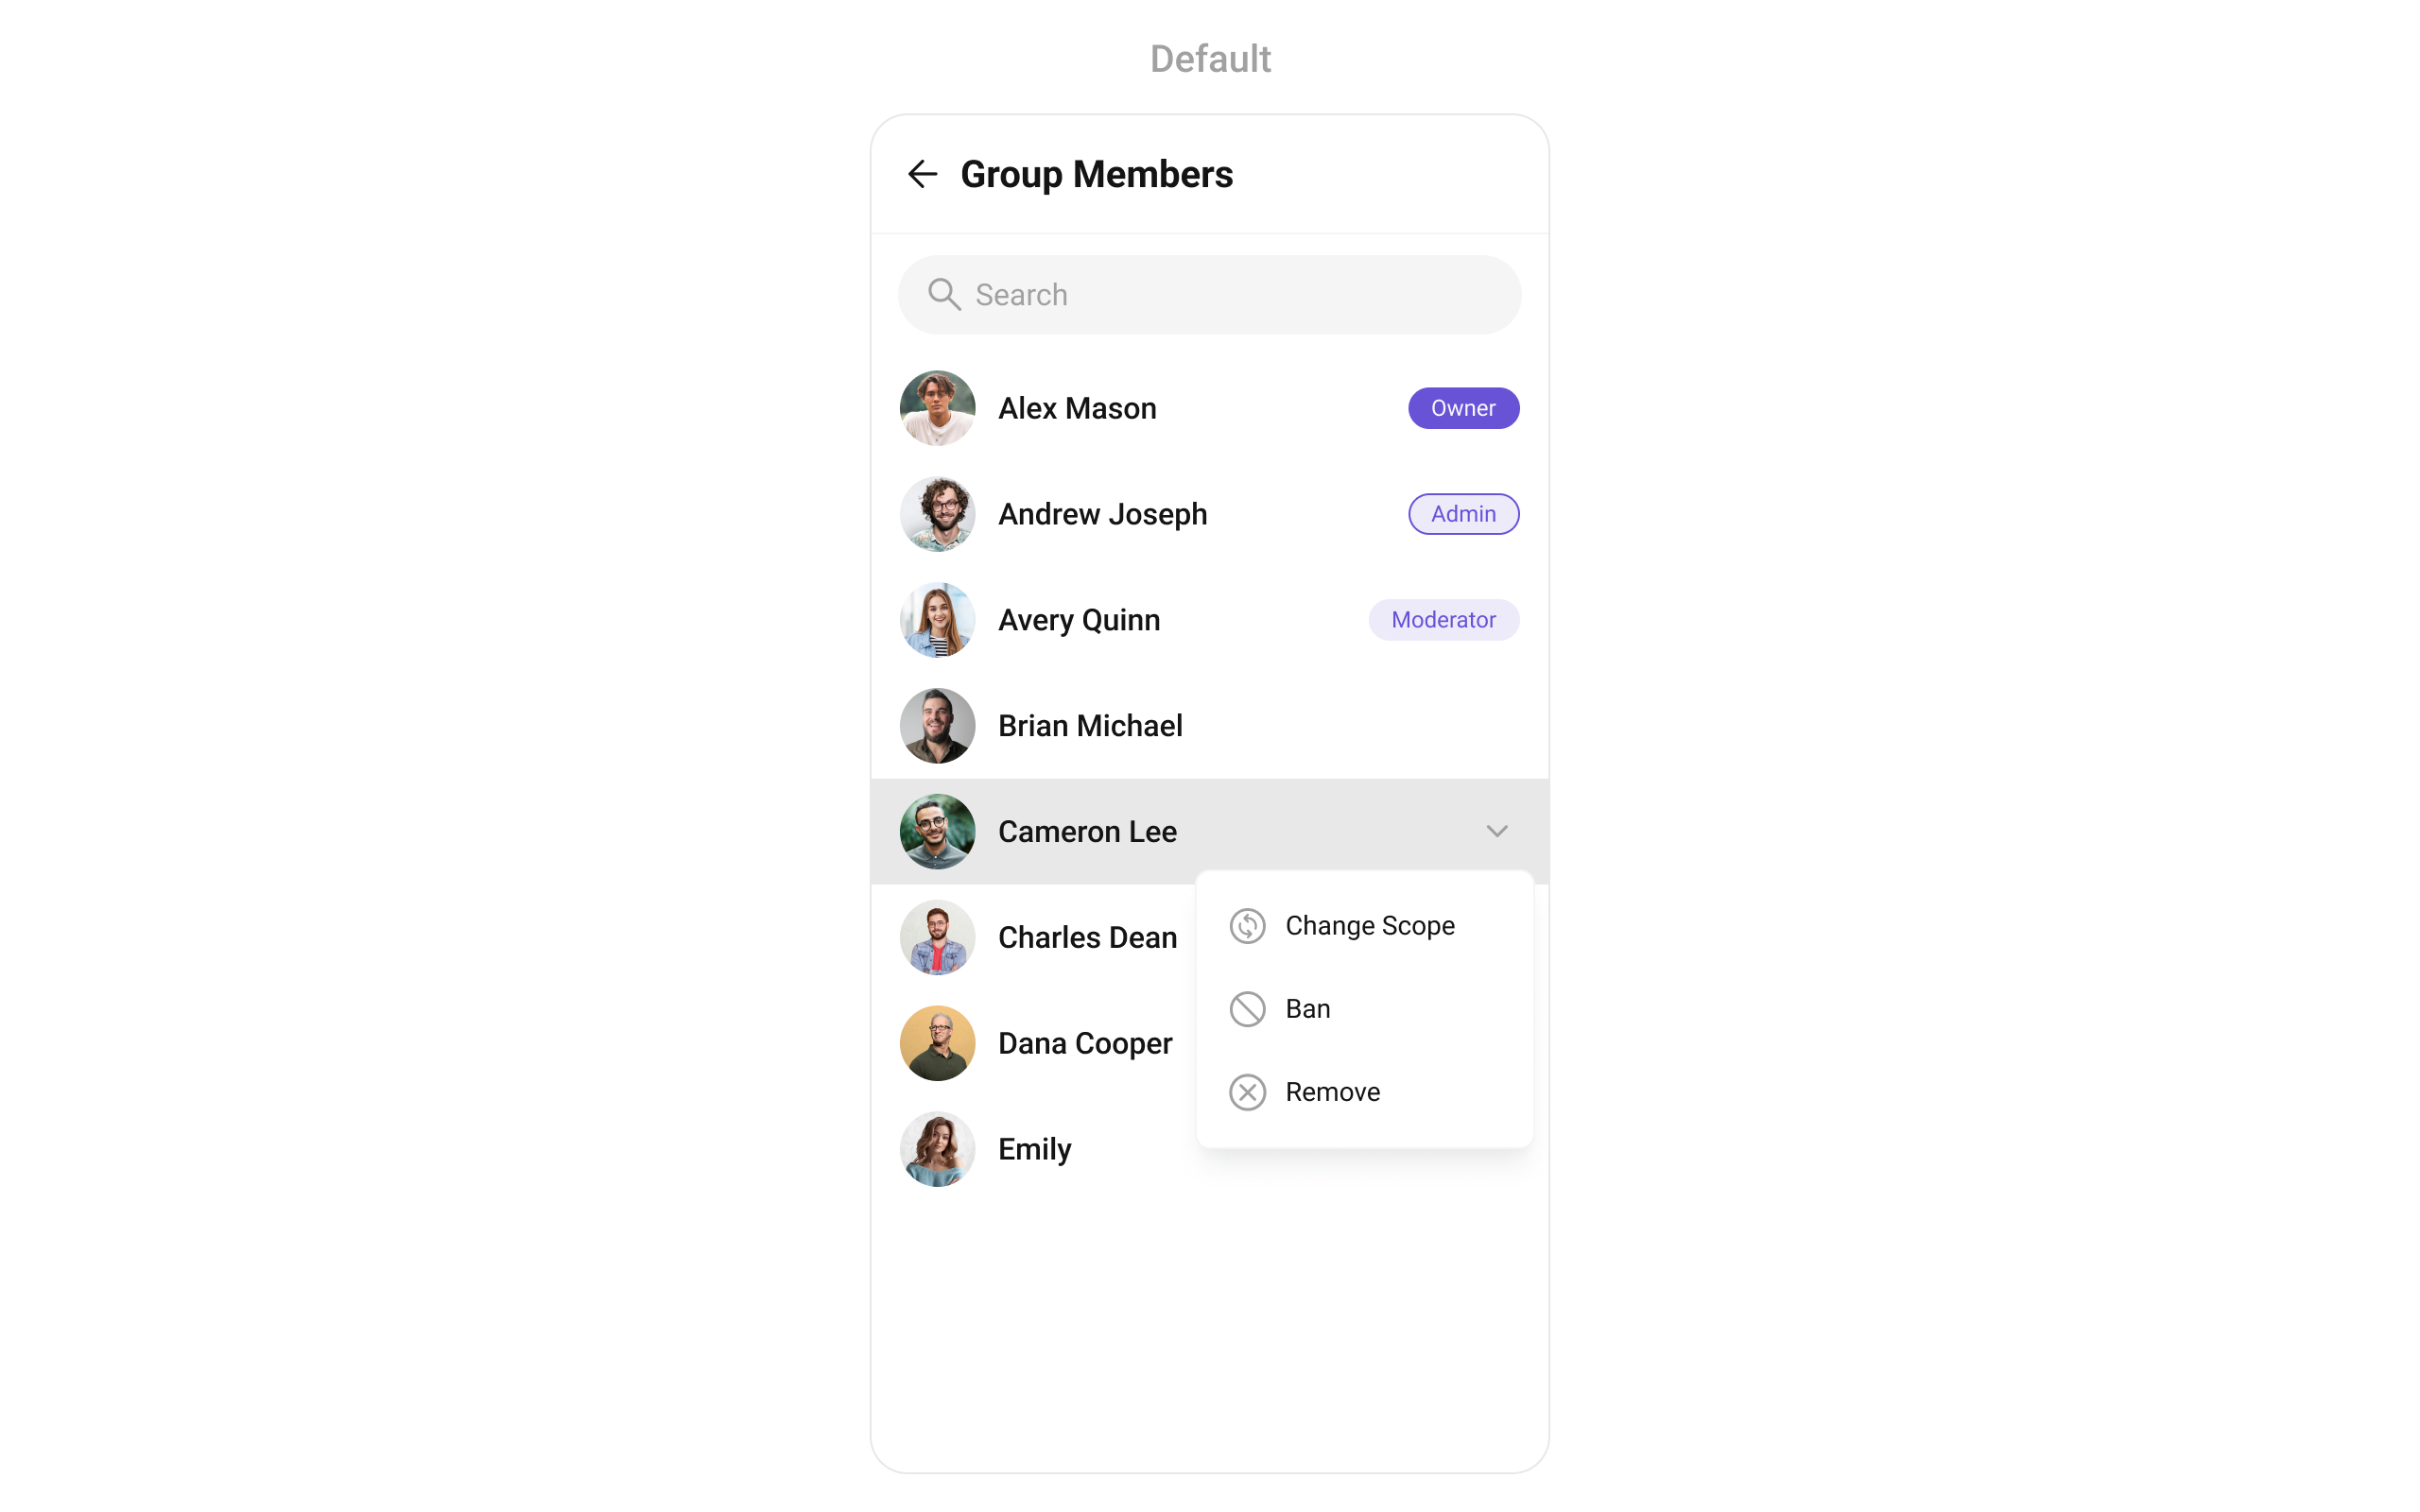 Default
Group Members
Search
Alex Mason
Owner
Andrew Joseph
Admin
Avery Quinn
Moderator
Brian Michael
Cameron Lee
Change Scope
Charles Dean
Ban
Dana Cooper
Remove
Emily